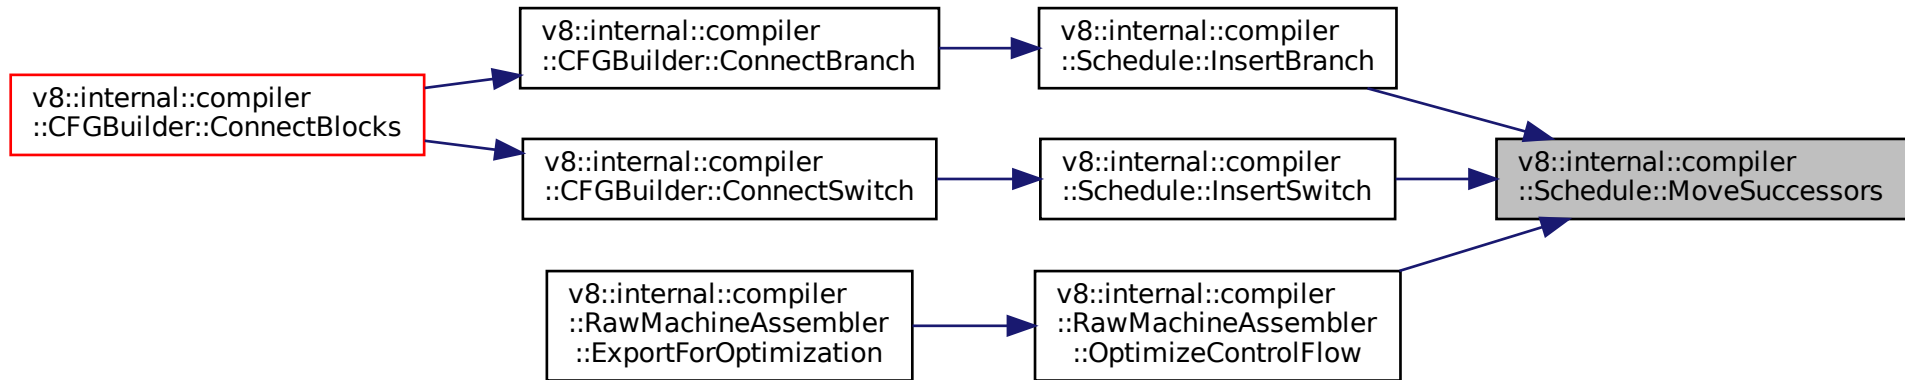 v8::internal::compiler
::CFGBuilder::ConnectBlocks
v8::internal::compiler
::CFGBuilder::ConnectBranch
v8::internal::compiler
::Schedule::InsertBranch
v8::internal::compiler
::CFGBuilder::ConnectSwitch
v8::internal::compiler
::Schedule::InsertSwitch
v8::internal::compiler
::Schedule::MoveSuccessors
v8::internal::compiler
::RawMachineAssembler
::ExportForOptimization
v8::internal::compiler
::RawMachineAssembler
::OptimizeControlFlow